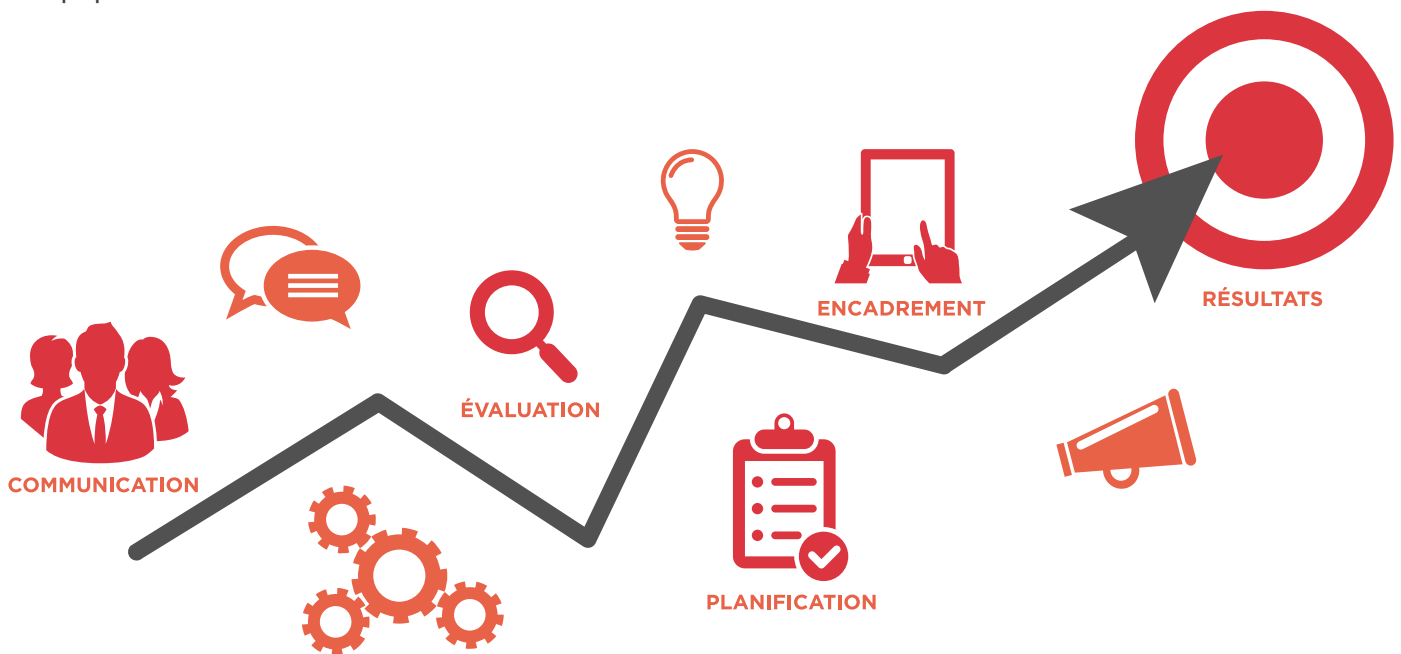 COMMUNICATION
ÉVALUATION
PLANIFICATION
ENCADREMENT
RÉSULTATS